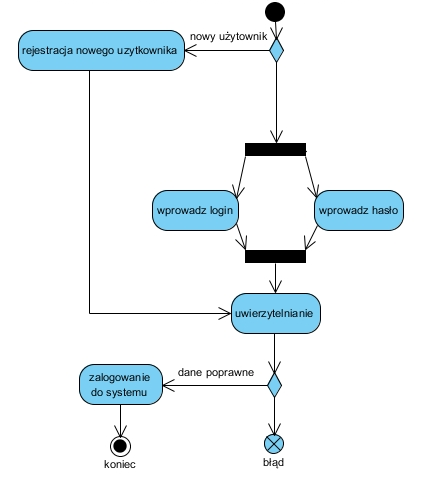 nowy użytownik
rejestracja nowego uzytkownika
wprowadz login
wprowadz hasło
uwierzytelnianie
dane poprawne
zalogowanie
do systemu
koniec
błąd